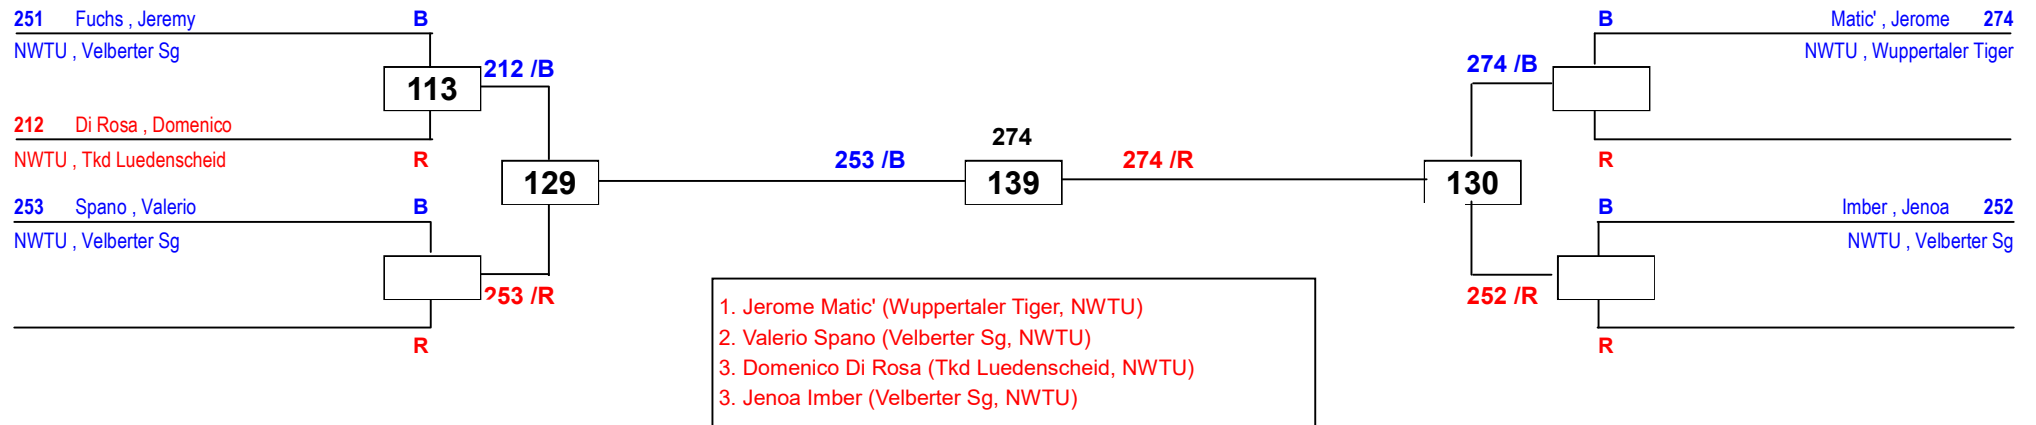 251 Fuchs , Jeremy B
NWTU , Velberter Sg
113
212 /B
212 Di Rosa , Domenico
NWTU , Tkd Luedenscheid R
129
253 Spano , Valerio B
NWTU , Velberter Sg
253 /R
R
253 /B
274
139
274 /R
B Matic' , Jerome 274
NWTU , Wuppertaler Tiger
274 /B
R
130
B Imber , Jenoa 252
NWTU , Velberter Sg
252 /R
R
1. Jerome Matic' (Wuppertaler Tiger, NWTU)
2. Valerio Spano (Velberter Sg, NWTU)
3. Domenico Di Rosa (Tkd Luedenscheid, NWTU)
3. Jenoa Imber (Velberter Sg, NWTU)